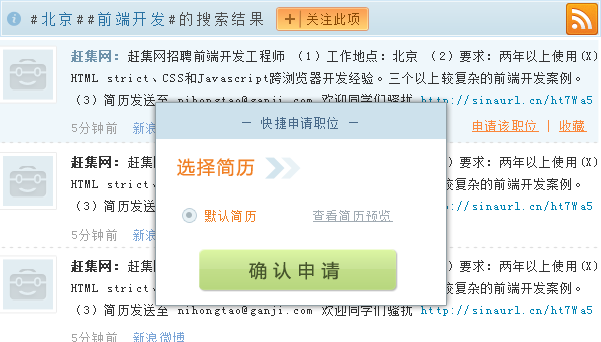 #北京##前端开发#的搜索结果 + 关注此项
赶集网：赶集网招聘前端开发工程师 （1）工作地点：北京 （2）要求：两年以上使用(X)
HTML strict、CSS和Javascript跨浏览器开发经验。三个以上较复杂的前端开发案例。
（3）简历发送至 nihongtao@ganji.com 欢迎同学们骚扰 http://sinaurl.cn/ht7Wa5
5分钟前 新浪
申请该职位 | 收藏
— 快捷申请职位 —
选择简历
默认简历 查看简历预览
确认申请
赶集网：赶集
要求：两年以上使用(X)
HTML strict、
较复杂的前端开发案例。
（3）简历发送
http://sinaurl.cn/ht7Wa5
5分钟前 新浪
赶集网：赶集
要求：两年以上使用(X)
HTML strict、
较复杂的前端开发案例。
（3）简历发送至 nihongtao@ganji.com 欢迎同学们骚扰 http://sinaurl.cn/ht7Wa5
5分钟前 新浪微博